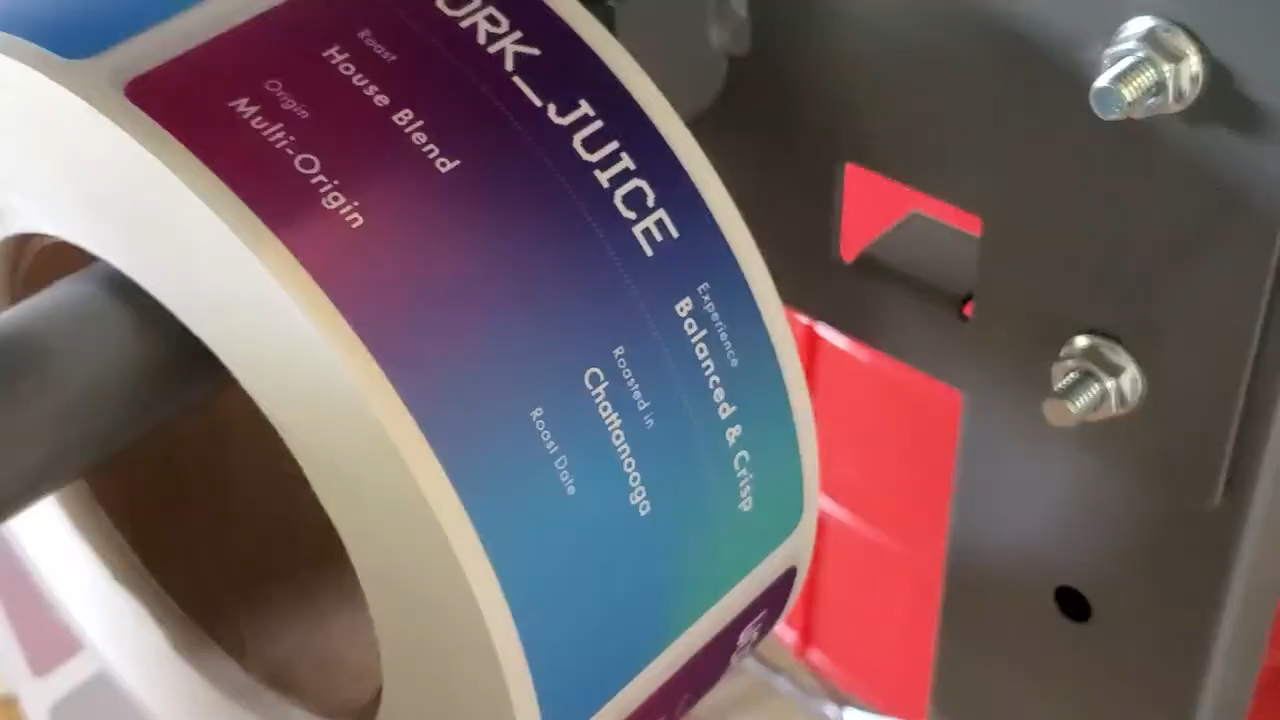 ORK_JUICE
Roast
House Blend
Origin
Multi-Origin
Experience
Balanced & Crisp
Roasted in
Chattanooga
Roast Date